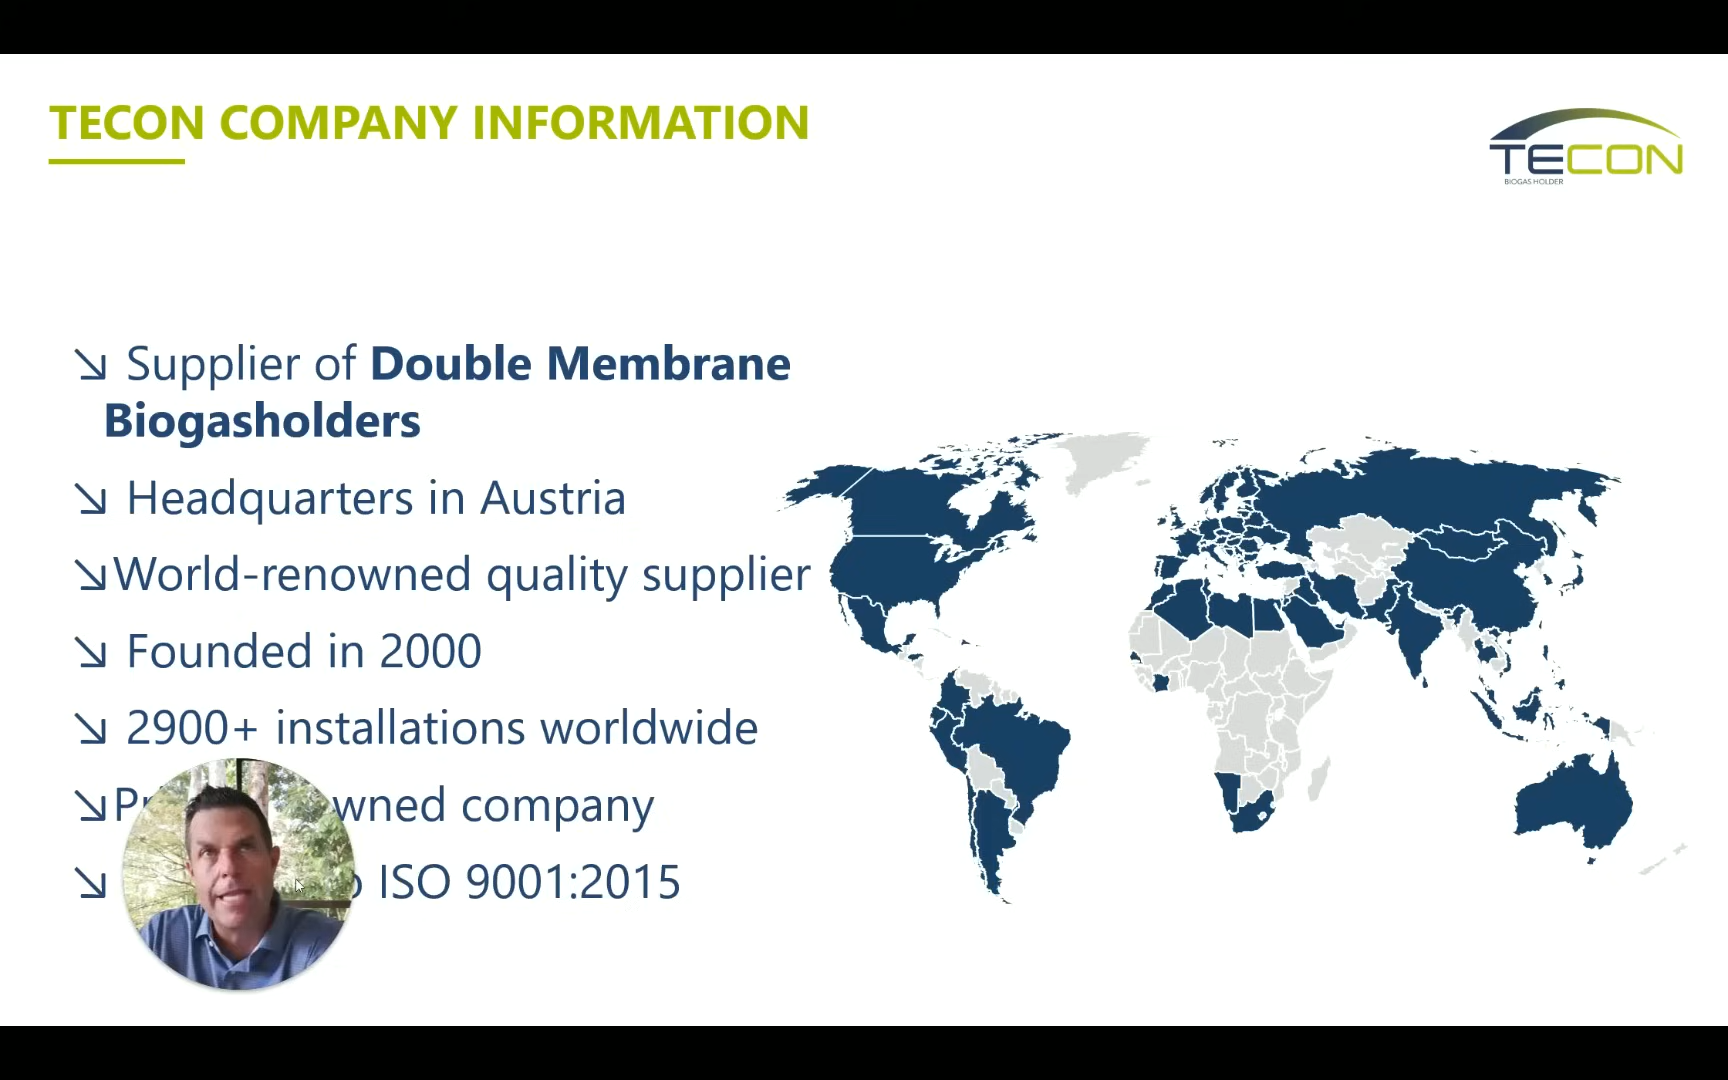 TECON COMPANY INFORMATION
TECON
BIOGAS HOLDER
↘ Supplier of Double Membrane
Biogasholders
↘ Headquarters in Austria
↘World-renowned quality supplier
↘ Founded in 2000
↘ 2900+ installations worldwide
↘ company
↘ ISO 9001:2015